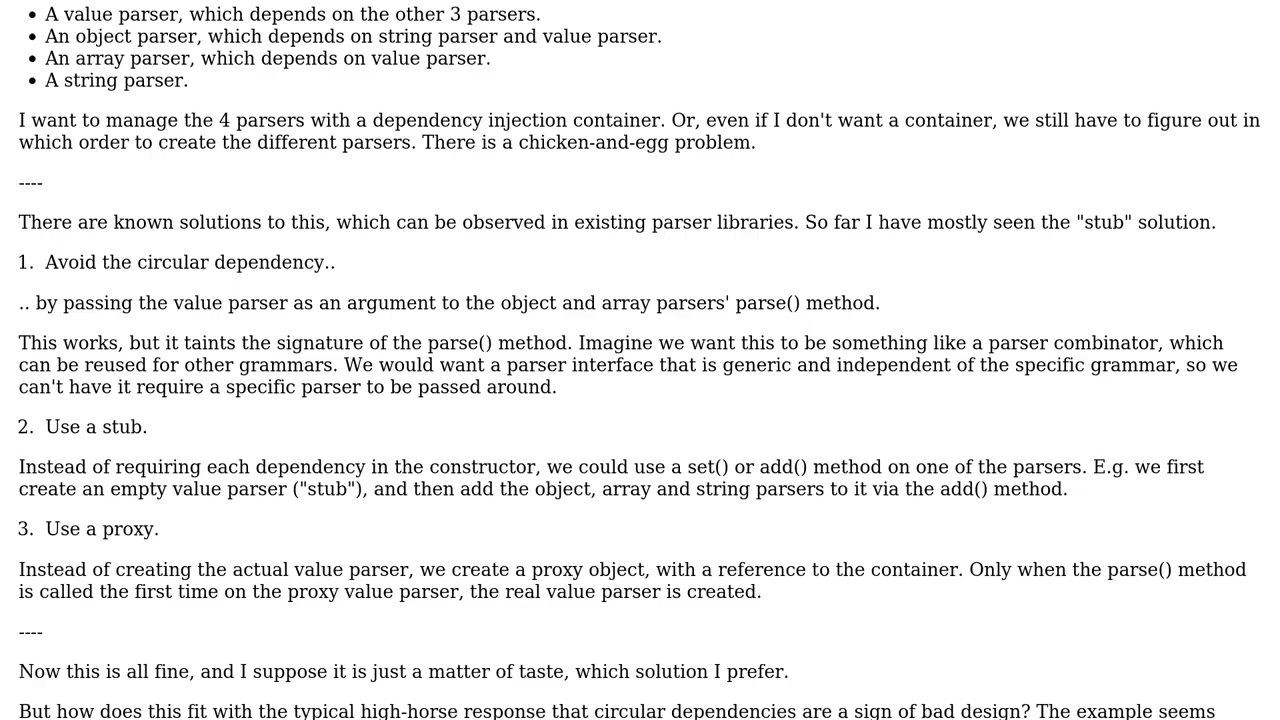 • A value parser, which depends on the other 3 parsers.
• An object parser, which depends on string parser and value parser.
• An array parser, which depends on value parser.
• A string parser.
I want to manage the 4 parsers with a dependency injection container. Or, even if I don't want a container, we still have to figure out in
which order to create the different parsers. There is a chicken-and-egg problem.
----
There are known solutions to this, which can be observed in existing parser libraries. So far I have mostly seen the "stub" solution.
1. Avoid the circular dependency..
.. by passing the value parser as an argument to the object and array parsers' parse() method.
This works, but it taints the signature of the parse() method. Imagine we want this to be something like a parser combinator, which
can be reused for other grammars. We would want a parser interface that is generic and independent of the specific grammar, so we
can't have it require a specific parser to be passed around.
2. Use a stub.
Instead of requiring each dependency in the constructor, we could use a set() or add() method on one of the parsers. E.g. we first
create an empty value parser ("stub"), and then add the object, array and string parsers to it via the add() method.
3. Use a proxy.
Instead of creating the actual value parser, we create a proxy object, with a reference to the container. Only when the parse() method
is called the first time on the proxy value parser, the real value parser is created.
----
Now this is all fine, and I suppose it is just a matter of taste, which solution I prefer.
But how does this fit with the typical high-horse response that circular dependencies are a sign of bad design? The example seems